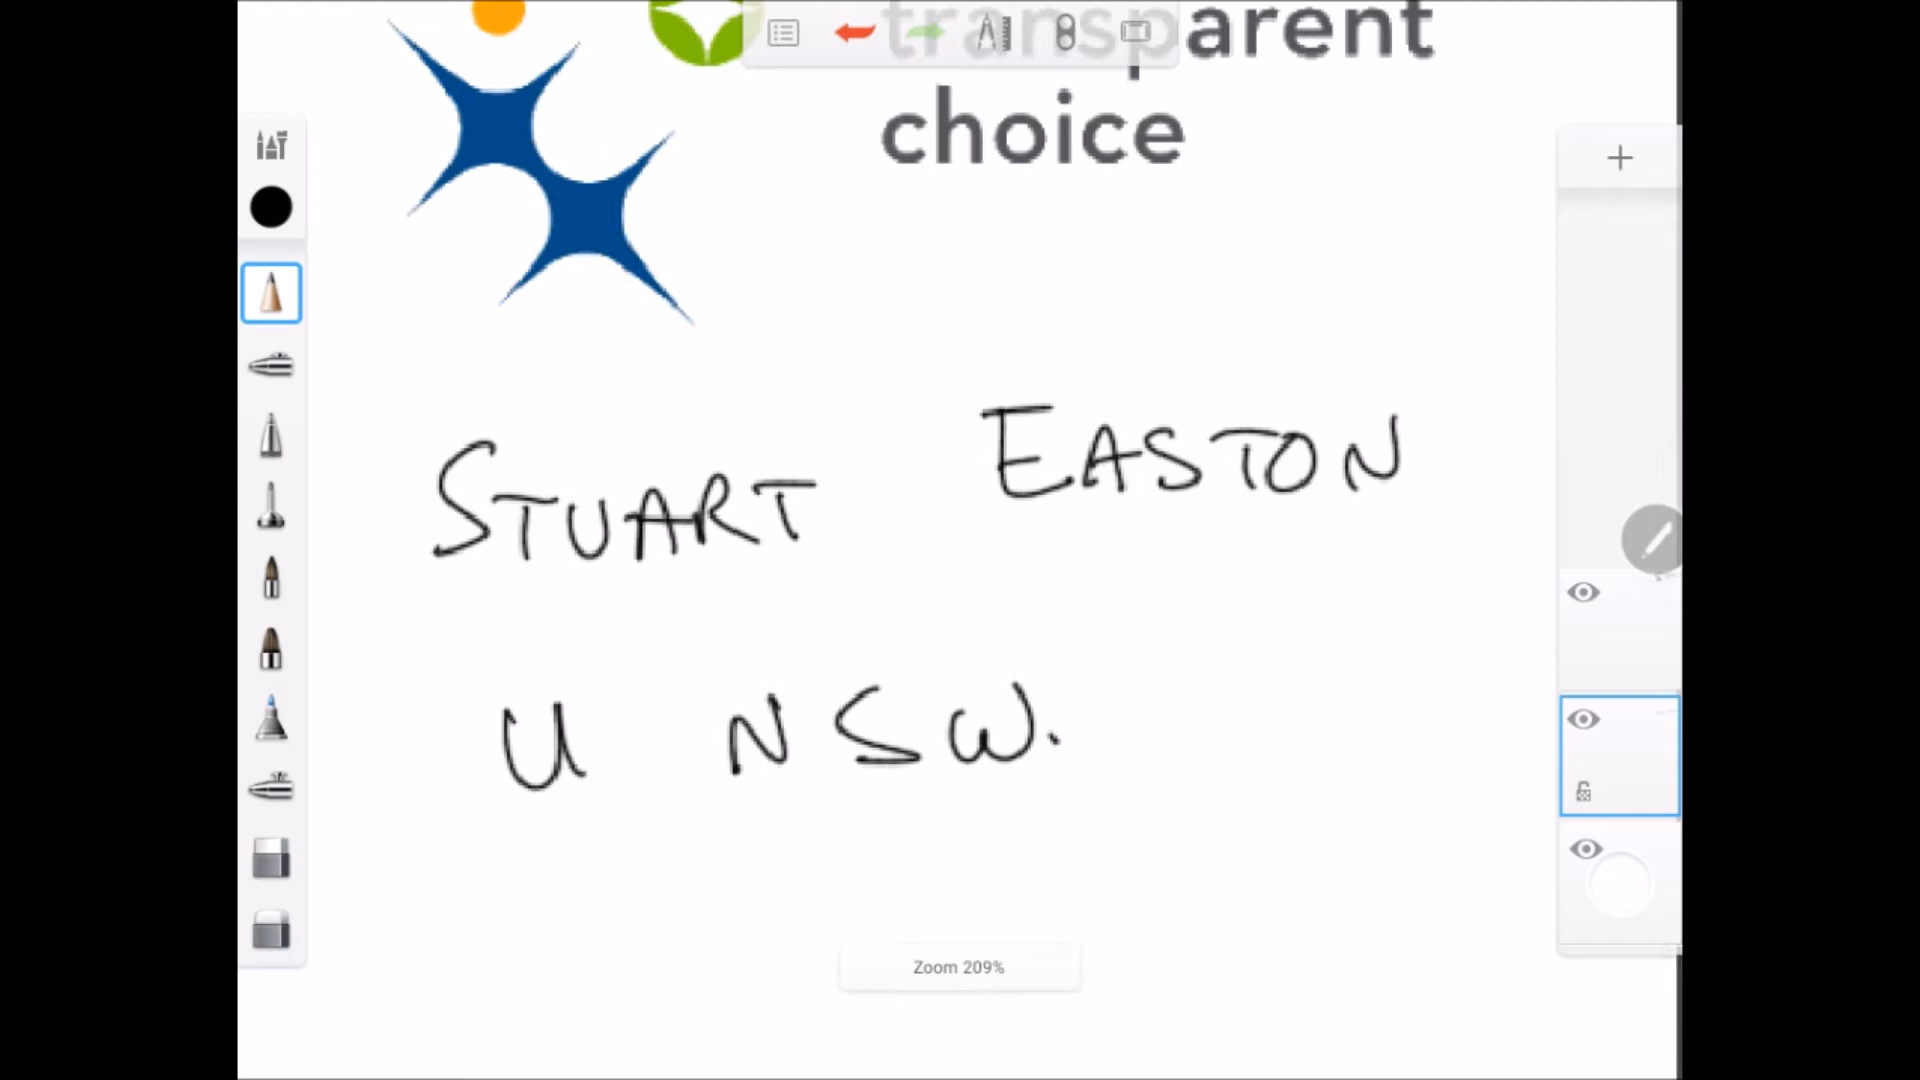 transparent
choice
STUART EASTON
U NSW.
Zoom 209%